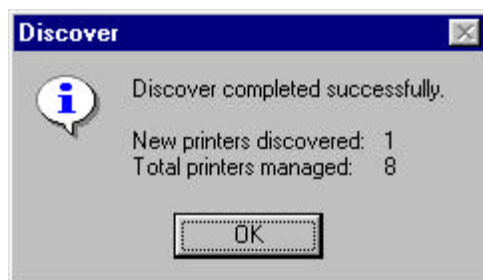 Discover
Discover completed successfully.
New printers discovered: 1
Total printers managed: 8
OK